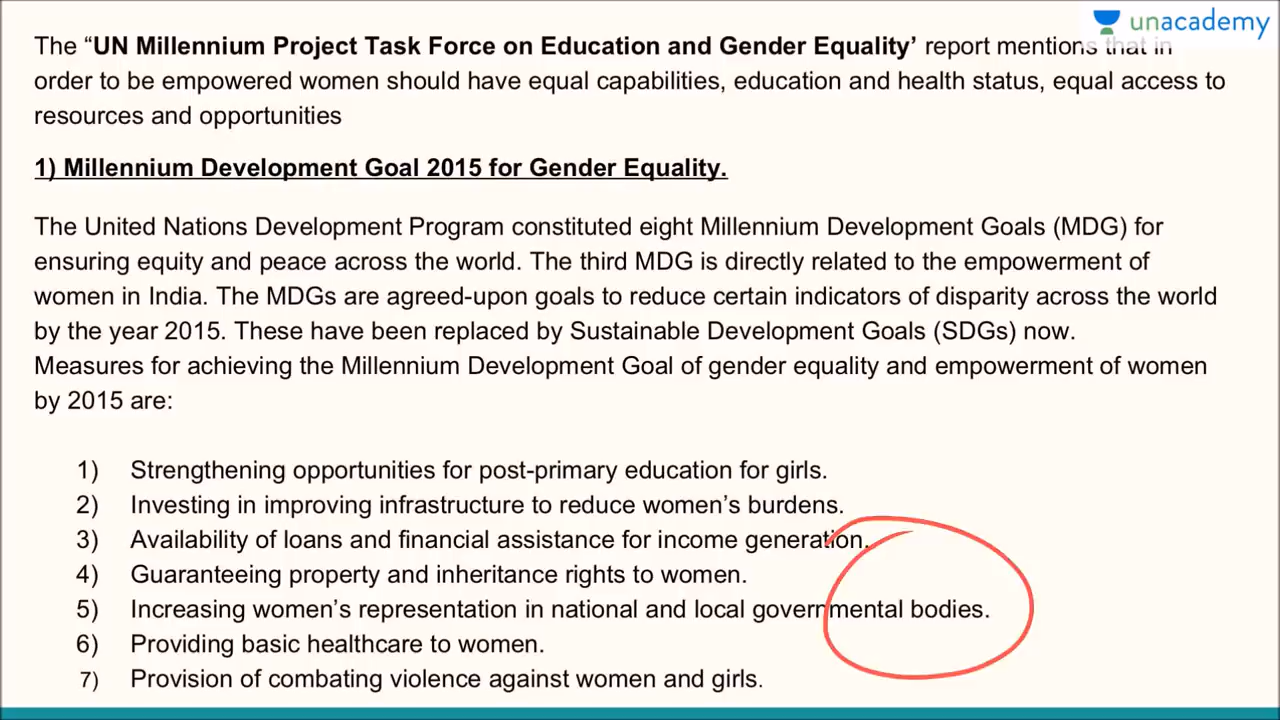 unacademy
The “UN Millennium Project Task Force on Education and Gender Equality’ report mentions that in
order to be empowered women should have equal capabilities, education and health status, equal access to
resources and opportunities
1) Millennium Development Goal 2015 for Gender Equality.
The United Nations Development Program constituted eight Millennium Development Goals (MDG) for
ensuring equity and peace across the world. The third MDG is directly related to the empowerment of
women in India. The MDGs are agreed-upon goals to reduce certain indicators of disparity across the world
by the year 2015. These have been replaced by Sustainable Development Goals (SDGs) now.
Measures for achieving the Millennium Development Goal of gender equality and empowerment of women
by 2015 are:
1) Strengthening opportunities for post-primary education for girls.
2) Investing in improving infrastructure to reduce women’s burdens.
3) Availability of loans and financial assistance for income generation.
4) Guaranteeing property and inheritance rights to women.
5) Increasing women’s representation in national and local governmental bodies.
6) Providing basic healthcare to women.
7) Provision of combating violence against women and girls.